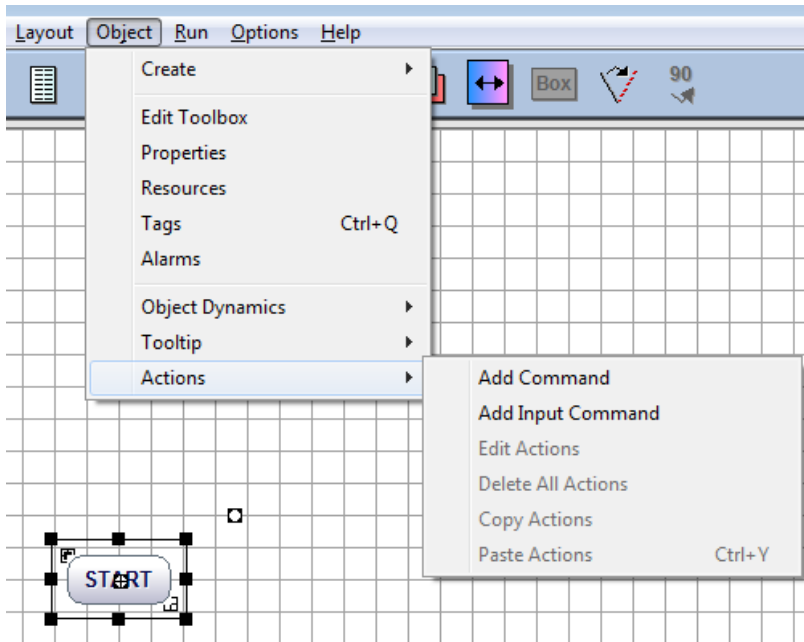 Layout Object Run Options Help
Box 90
Create
Edit Toolbox
Properties
Resources
Tags Ctrl+Q
Alarms
Object Dynamics
Tooltip
Actions
Add Command
Add Input Command
Edit Actions
Delete All Actions
Copy Actions
Paste Actions Ctrl+Y
START